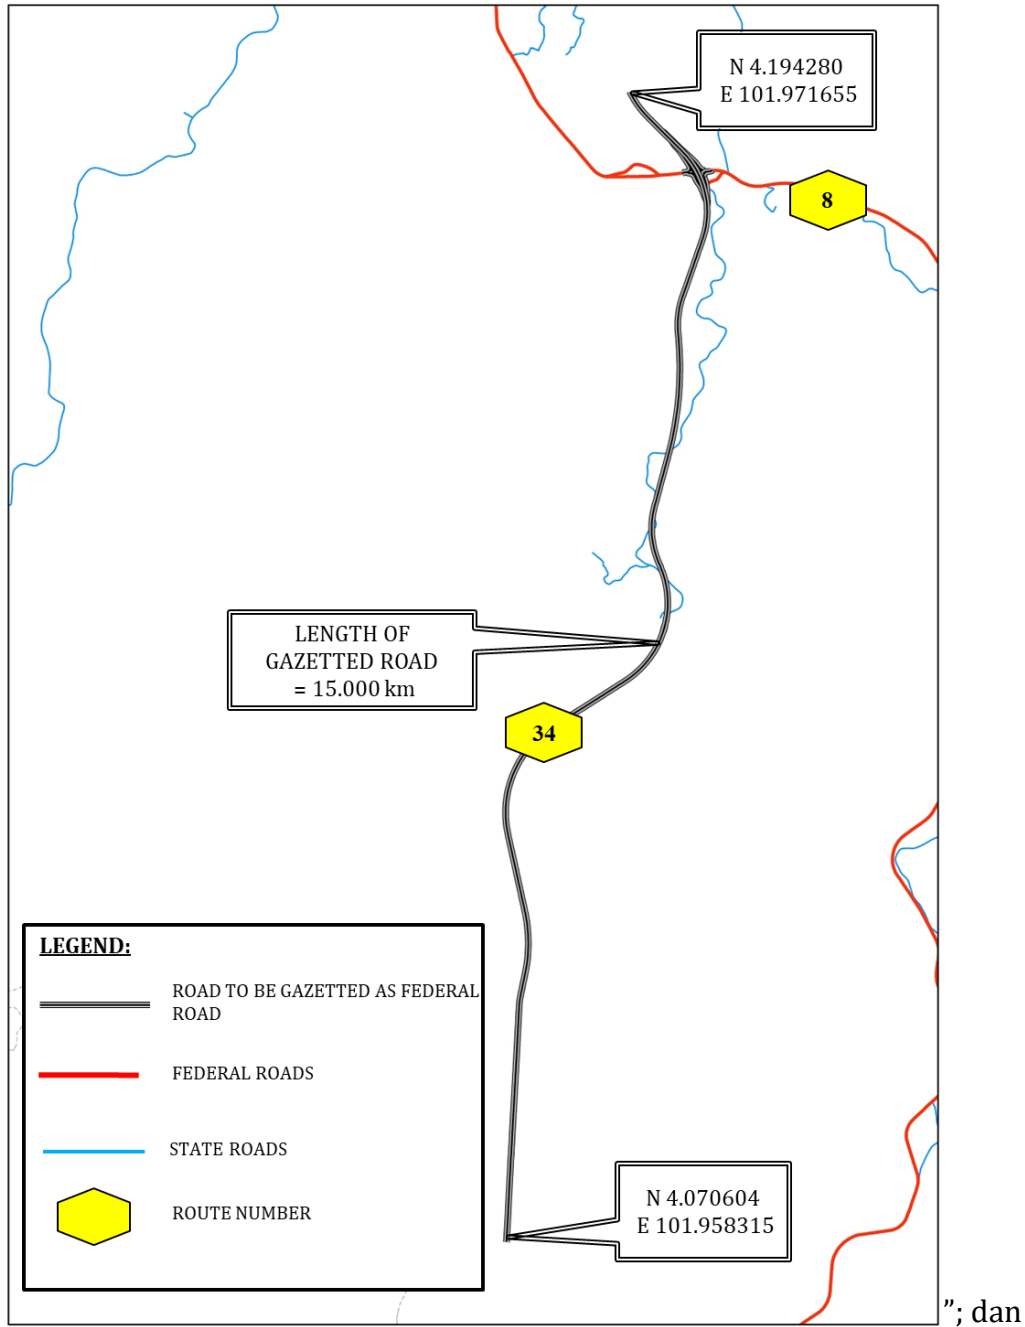 N 4.194280
E 101.971655
8
LENGTH OF
GAZETTED ROAD
= 15.000 km
34
LEGEND:
ROAD TO BE GAZETTED AS FEDERAL
ROAD
FEDERAL ROADS
STATE ROADS
ROUTE NUMBER
N 4.070604
E 101.958315
”; dan